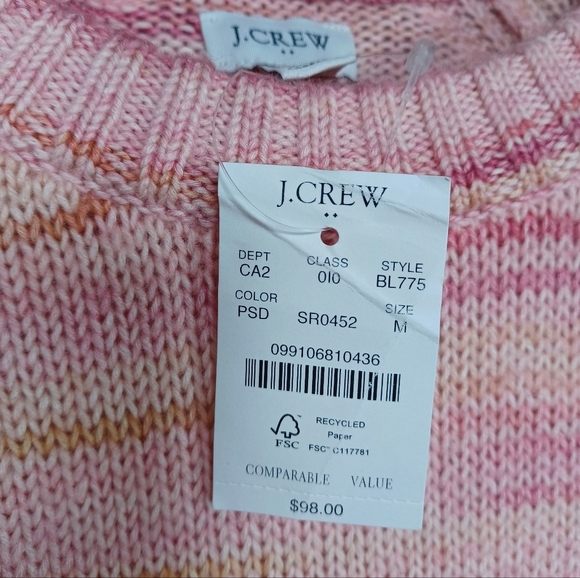 J.CREW
J.CREW
DEPT CLASS STYLE
CA2 010 BL775
COLOR SIZE
PSD SR0452 M
099106810436
FSC
RECYCLED
Paper
FSC™ C117781
COMPARABLE VALUE
$98.00